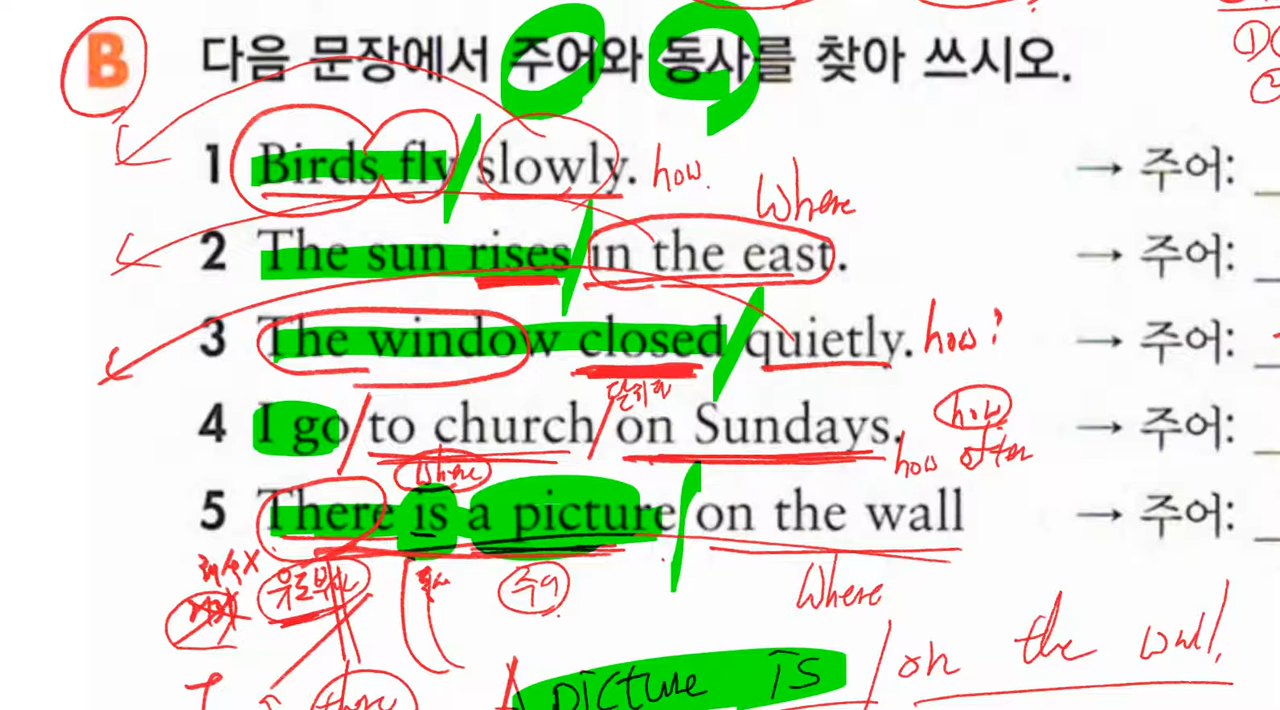 B 다음 문장에서 주어와 동사를 찾아 쓰시오.
1 Birds fly slowly. how. → 주어:
Where
2 The sun rises in the east. → 주어:
3 The window closed quietly. how? → 주어:
how
4 I go to church on Sundays. → 주어:
where how often
5 There is a picture on the wall → 주어:
유도부사 주어
Where
A picture is / on the wall.
there